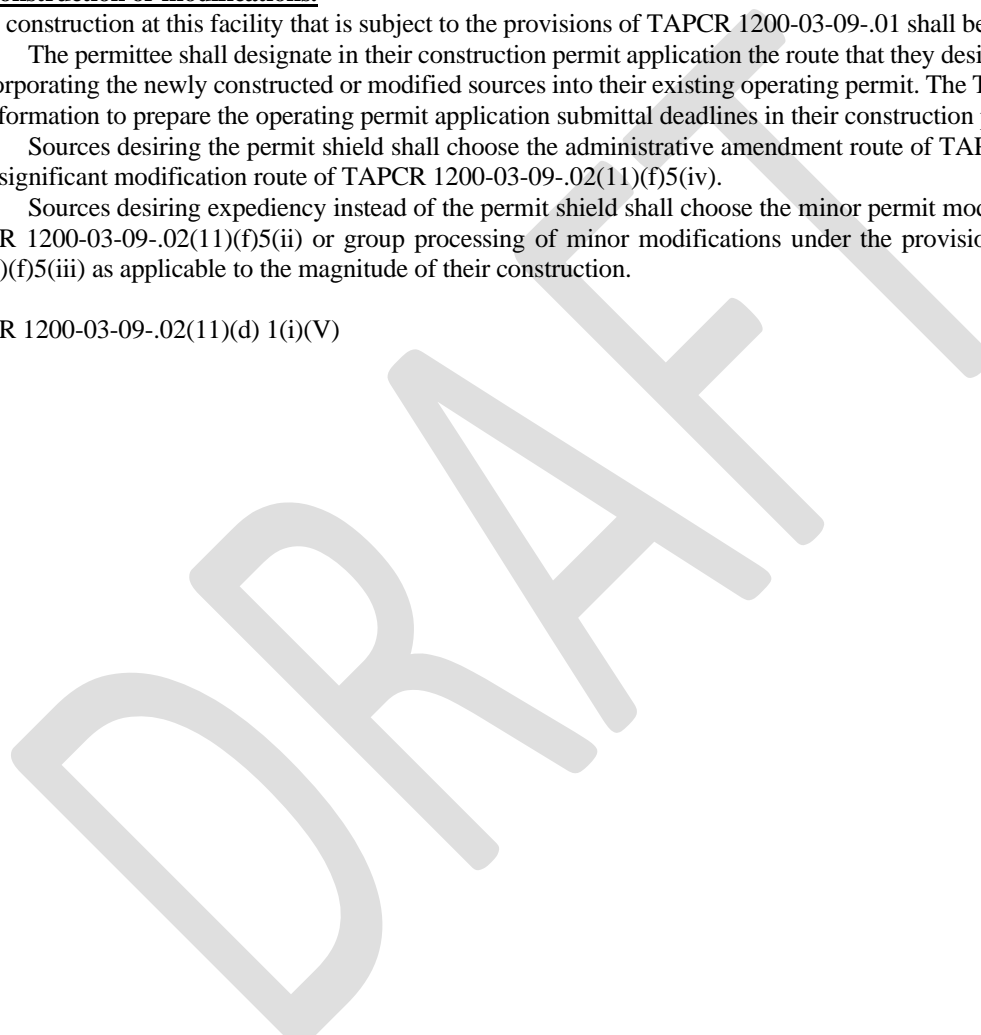 onstruction or modifications.
construction at this facility that is subject to the provisions of TAPCR 1200-03-09-.01 shall be
The permittee shall designate in their construction permit application the route that they desi
orporating the newly constructed or modified sources into their existing operating permit. The T
formation to prepare the operating permit application submittal deadlines in their construction p
Sources desiring the permit shield shall choose the administrative amendment route of TAP
significant modification route of TAPCR 1200-03-09-.02(11)(f)5(iv).
Sources desiring expediency instead of the permit shield shall choose the minor permit mod
R 1200-03-09-.02(11)(f)5(ii) or group processing of minor modifications under the provisio
)(f)5(iii) as applicable to the magnitude of their construction.
R 1200-03-09-.02(11)(d) 1(i)(V)
DRAFT